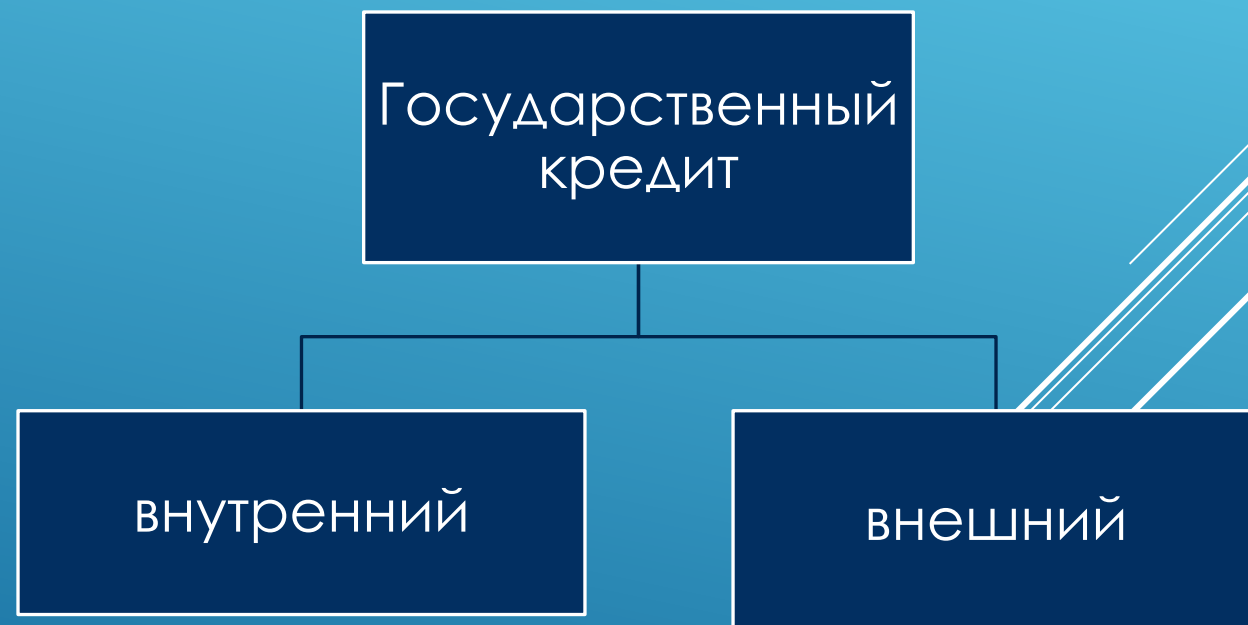 Государственный
кредит
внутренний
внешний